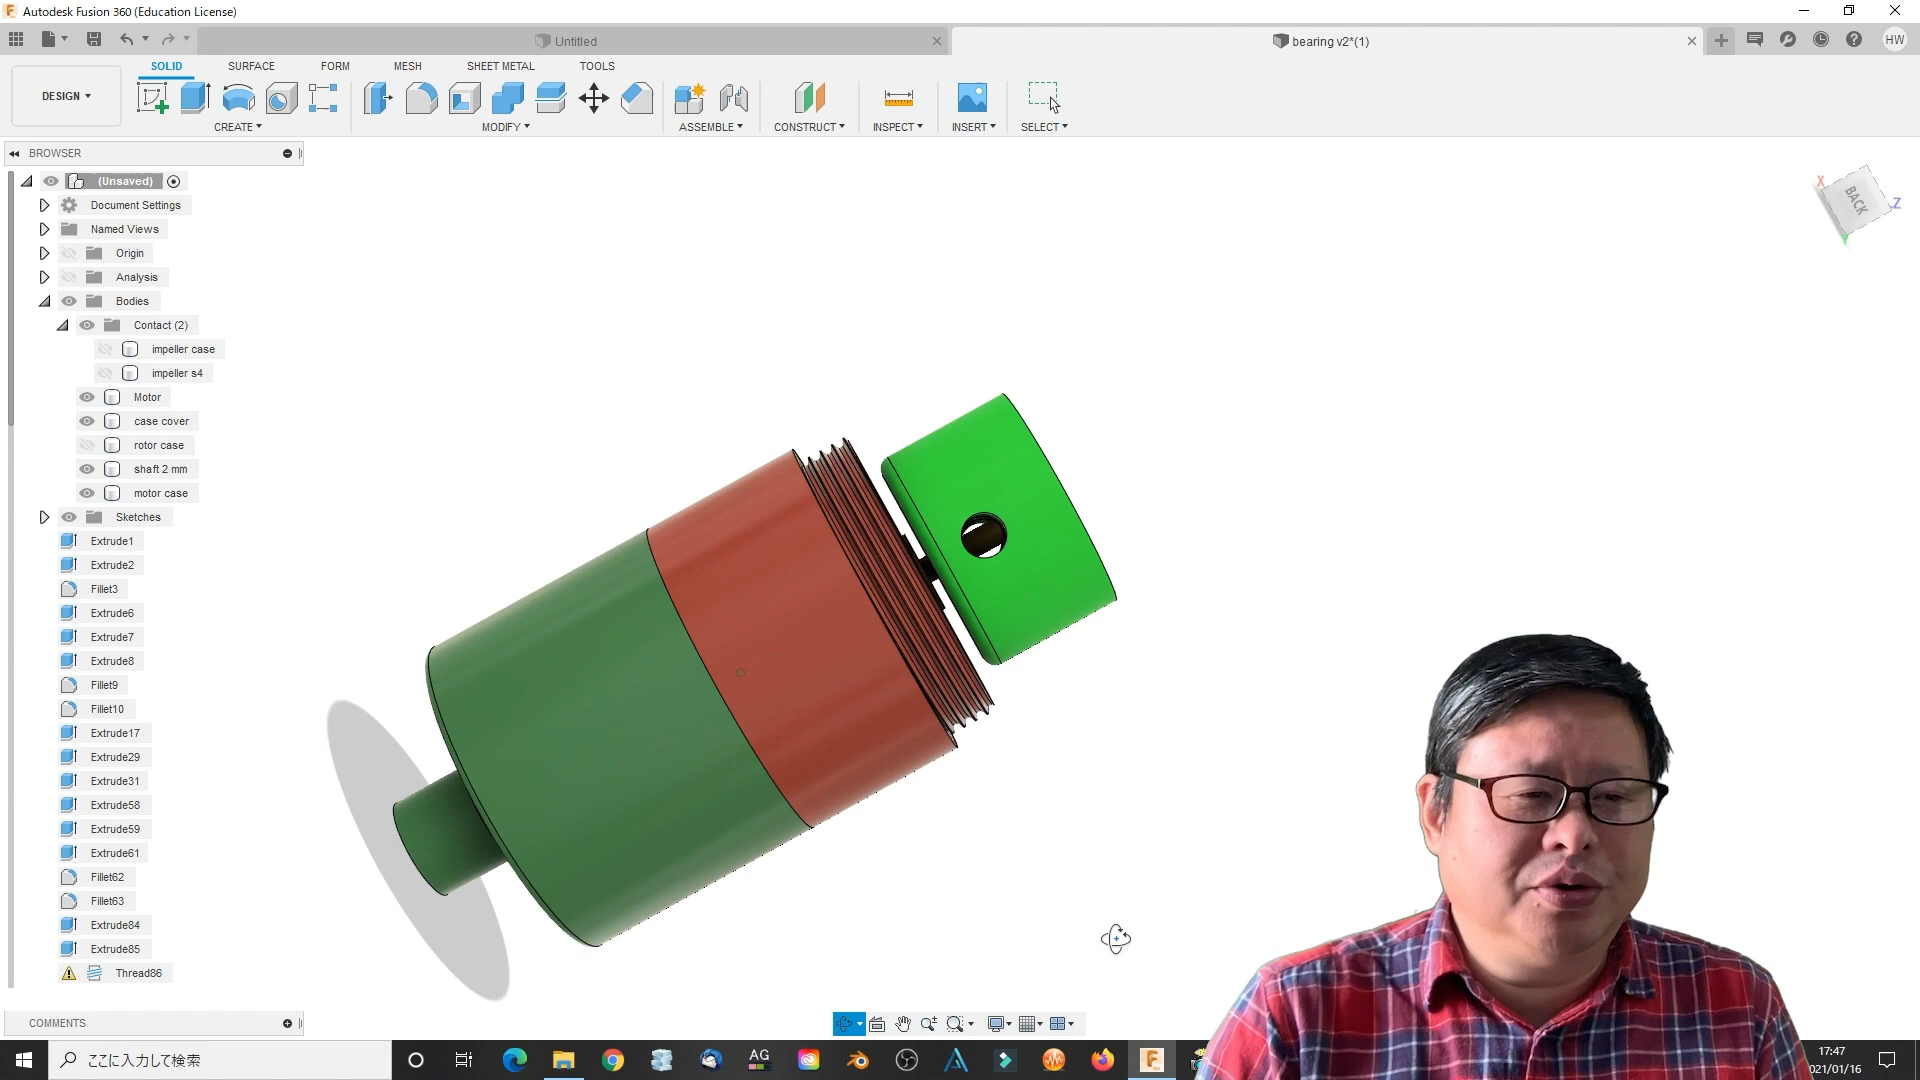 Autodesk Fusion 360 (Education License)
Untitled
bearing v2*(1)
HW
DESIGN
SOLID
SURFACE
FORM
MESH
SHEET METAL
TOOLS
CREATE
MODIFY
ASSEMBLE
CONSTRUCT
INSPECT
INSERT
SELECT
BROWSER
(Unsaved)
Document Settings
Named Views
Origin
Analysis
Bodies
Contact (2)
impeller case
impeller s4
Motor
case cover
rotor case
shaft 2 mm
motor case
Sketches
Extrude1
Extrude2
Fillet3
Extrude6
Extrude7
Extrude8
Fillet9
Fillet10
Extrude17
Extrude29
Extrude31
Extrude58
Extrude59
Extrude61
Fillet62
Fillet63
Extrude84
Extrude85
Thread86
X
BACK
Z
Y
COMMENTS
ここに入力して検索
AG
17:47
021/01/16